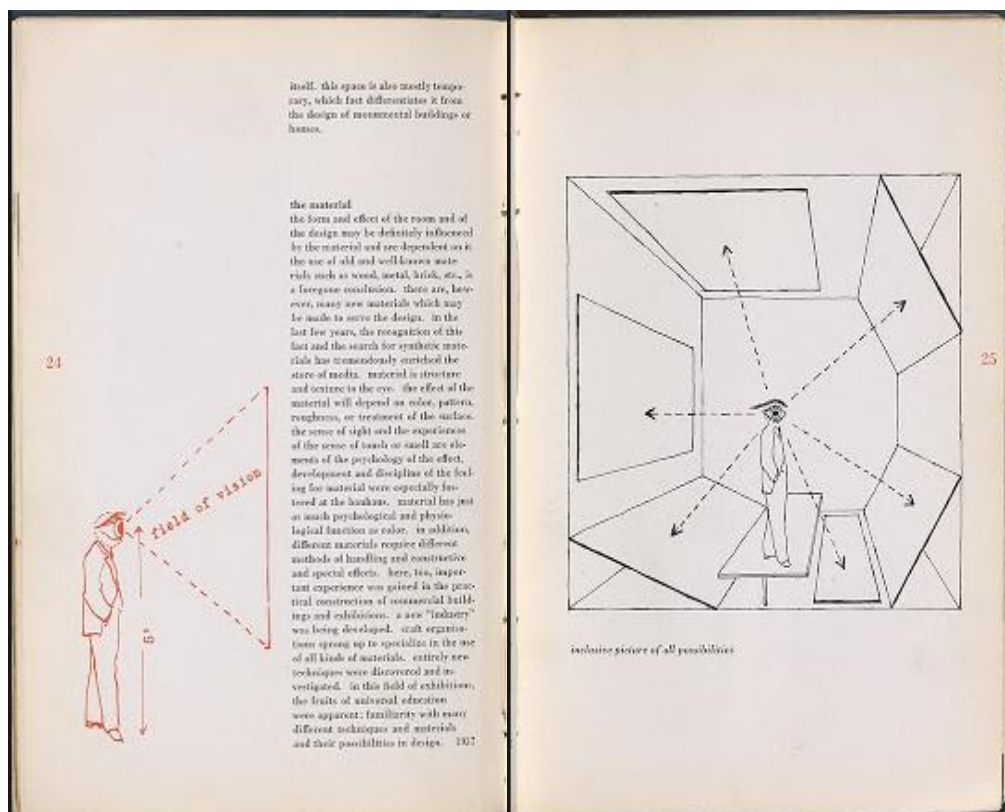 itself. this space is also mostly tempo-
rary, which fact differentiates it from
the design of monumental buildings or
homes.
the material
the form and effect of the room and of
the design may be definitely influenced
by the material and are dependent on it
the use of old and well-known mate
rials such as wood, metal, brick, etc., is
a foregone conclusion. there are, how-
ever, many new materials which may
be made to serve the design. in the
last few years, the recognition of this
fact and the search for synthetic mate-
rials has tremendously enriched the
store of media. material is structure
and texture to the eye. the effect of the
material will depend on color, pattern,
roughness, or treatment of the surface.
the sense of sight and the experiences
of the sense of touch or smell are ele-
ments of the psychology of the effect.
development and discipline of the feel-
ing for material were especially fos-
tered at the bauhaus. material has just
as much psychological and physio-
logical function as color. in addition,
different materials require different
methods of handling and constructive
and special effects. here, too, impor-
tant experience was gained in the prac-
tical construction of commercial build-
ings and exhibitions. a new "industry"
was being developed. craft organisa-
tions sprang up to specialize in the use
of all kinds of materials. entirely new
techniques were discovered and in-
vestigated. in this field of exhibitions,
the fruits of universal education
were apparent: familiarity with many
different techniques and materials
and their possibilities in design. 1937
24
field of vision
5'
25
inclusive picture of all possibilities